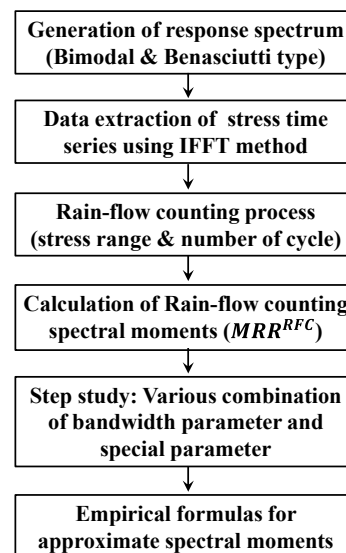 Generation of response spectrum
(Bimodal & Benasciutti type)
Data extraction of stress time
series using IFFT method
Rain-flow counting process
(stress range & number of cycle)
Calculation of Rain-flow counting
spectral moments (MRR^RFC)
Step study: Various combination
of bandwidth parameter and
special parameter
Empirical formulas for
approximate spectral moments